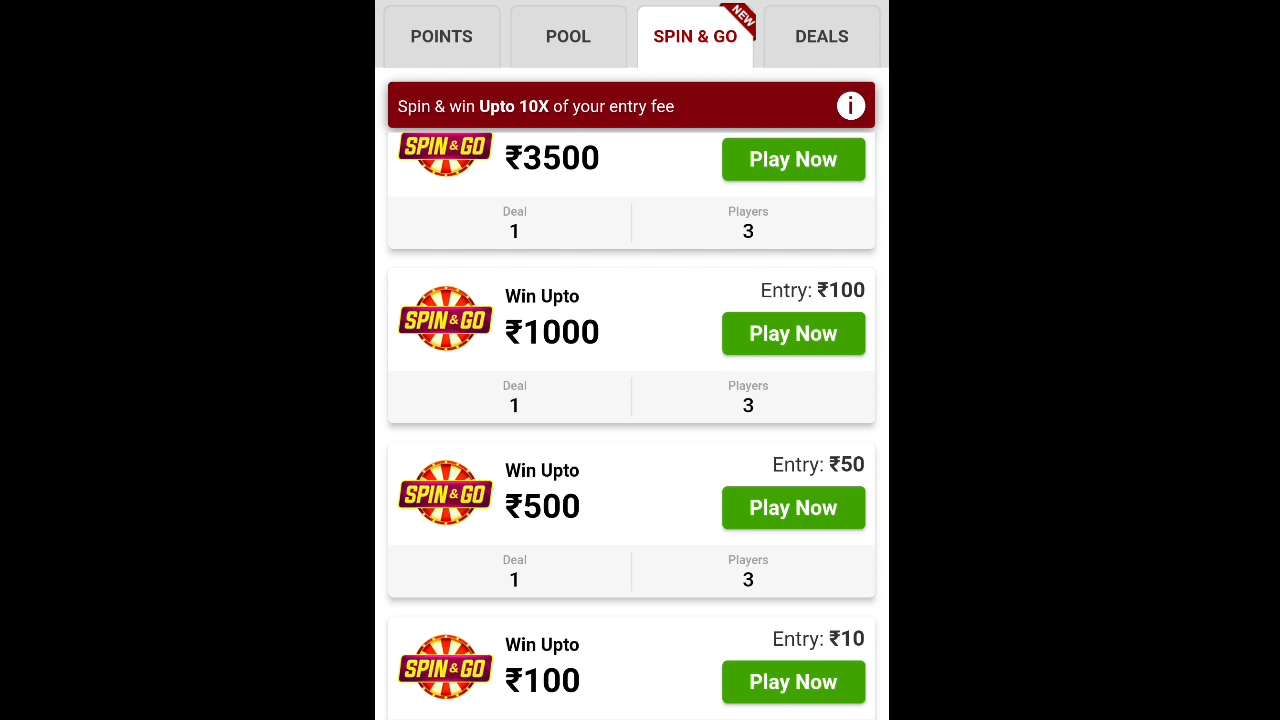 POINTS
POOL
SPIN & GO
NEW
DEALS
Spin & win Upto 10X of your entry fee
i
SPIN & GO
₹3500
Play Now
Deal
Players
1
3
SPIN & GO
Win Upto
₹1000
Entry: ₹100
Play Now
Deal
Players
1
3
SPIN & GO
Win Upto
₹500
Entry: ₹50
Play Now
Deal
Players
1
3
SPIN & GO
Win Upto
₹100
Entry: ₹10
Play Now